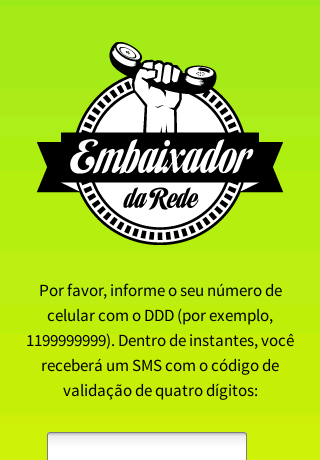 Embaixador
da Rede
Por favor, informe o seu número de
celular com o DDD (por exemplo,
1199999999). Dentro de instantes, você
receberá um SMS com o código de
validação de quatro dígitos: